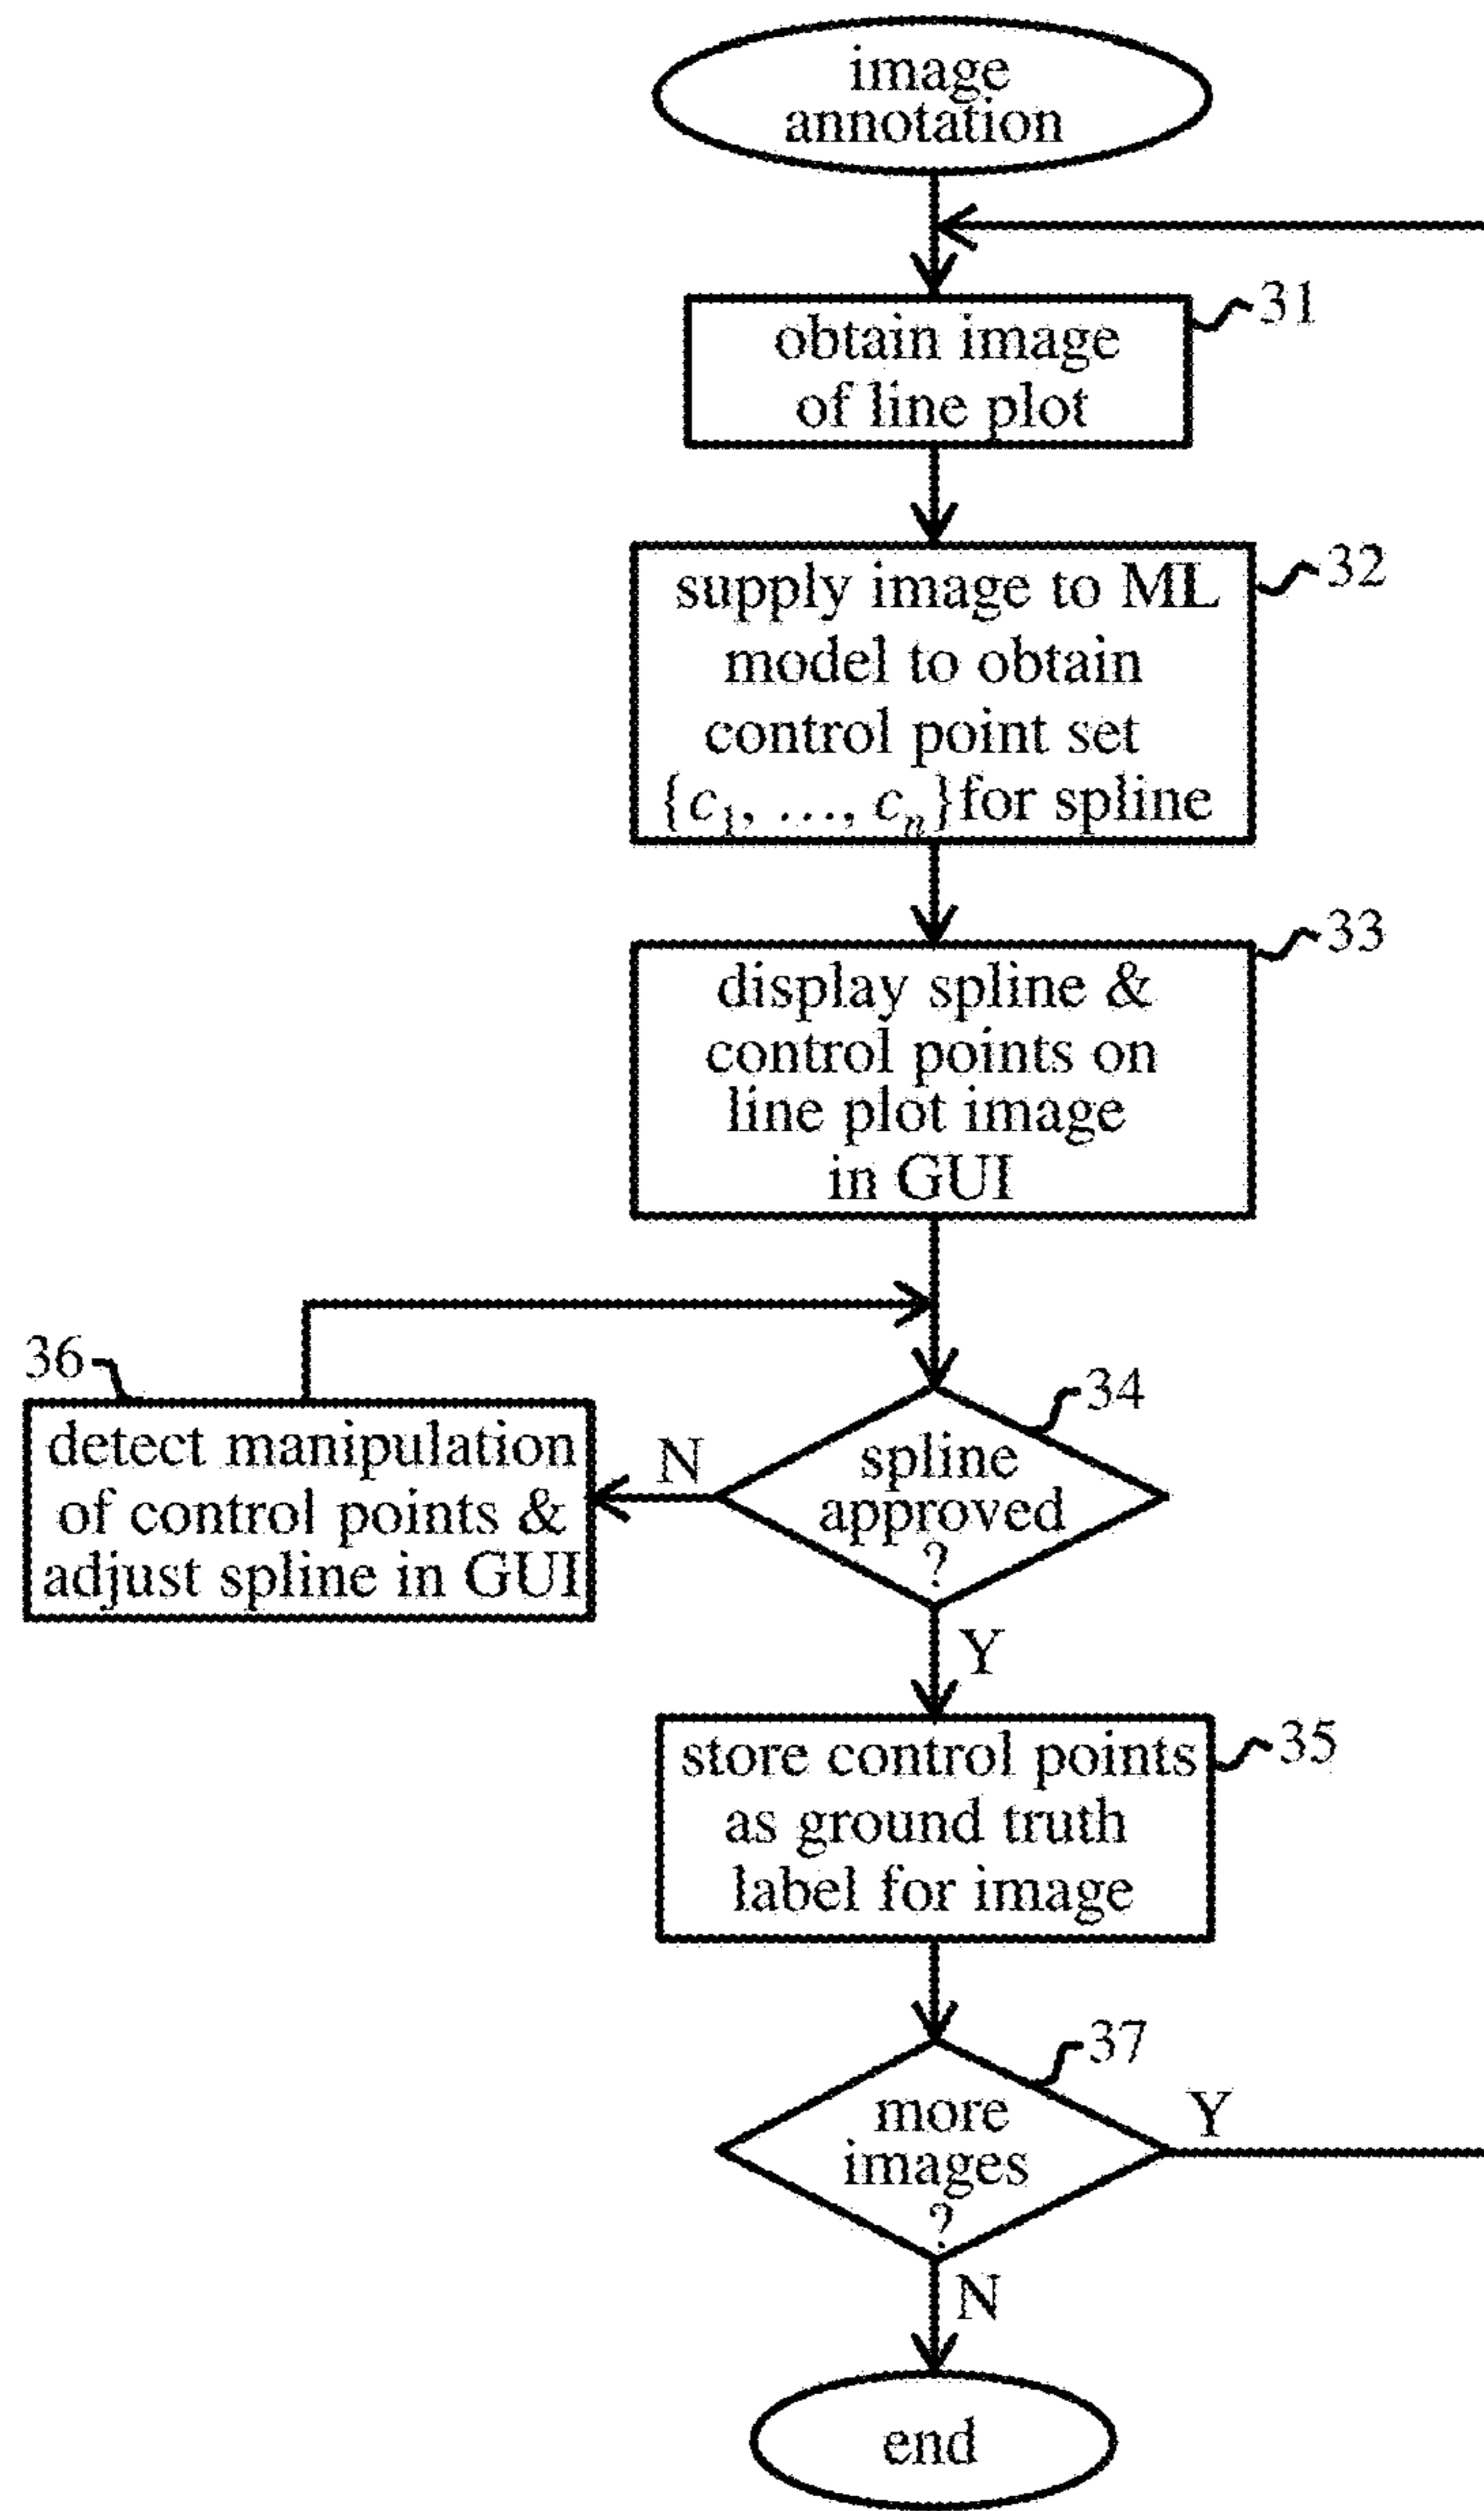 image
annotation
31
obtain image
of line plot
32
supply image to ML
model to obtain
control point set
{c1, ..., cn} for spline
33
display spline &
control points on
line plot image
in GUI
36
detect manipulation
of control points &
adjust spline in GUI
N
34
spline
approved
?
Y
35
store control points
as ground truth
label for image
37
more
images
?
Y
N
end